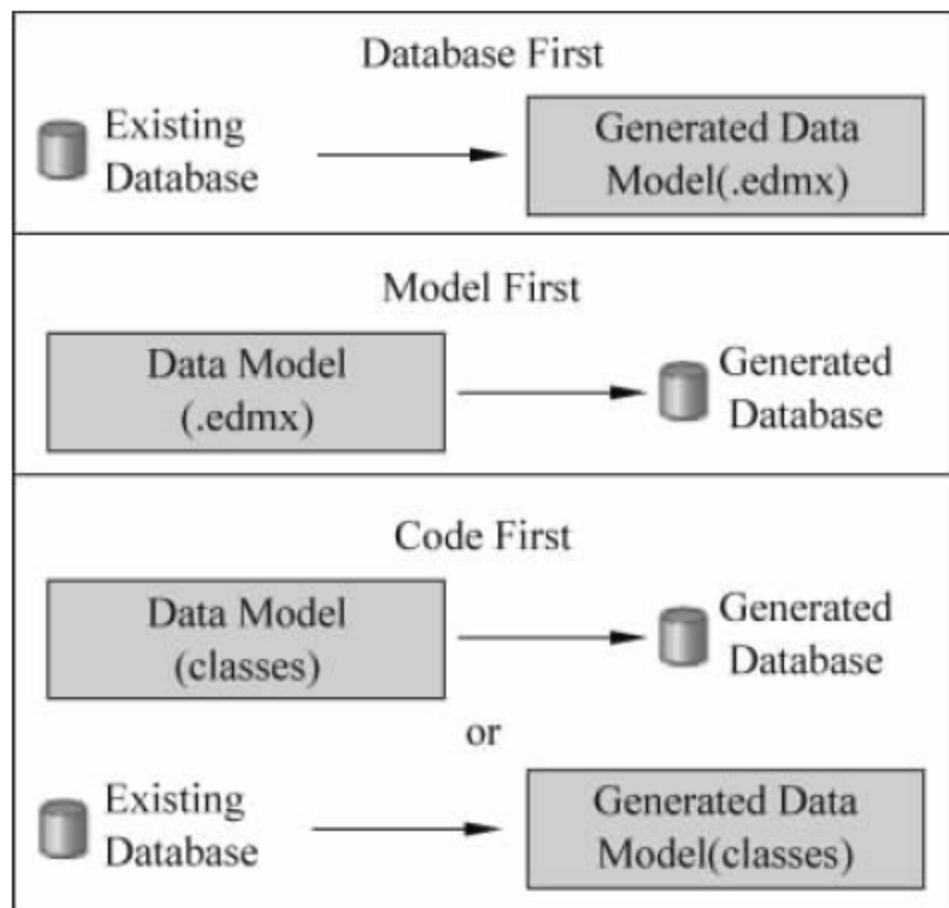 Database First
Existing
Database
Generated Data
Model(.edmx)
Model First
Data Model
(.edmx)
Generated
Database
Code First
Data Model
(classes)
Generated
Database
or
Existing
Database
Generated Data
Model(classes)